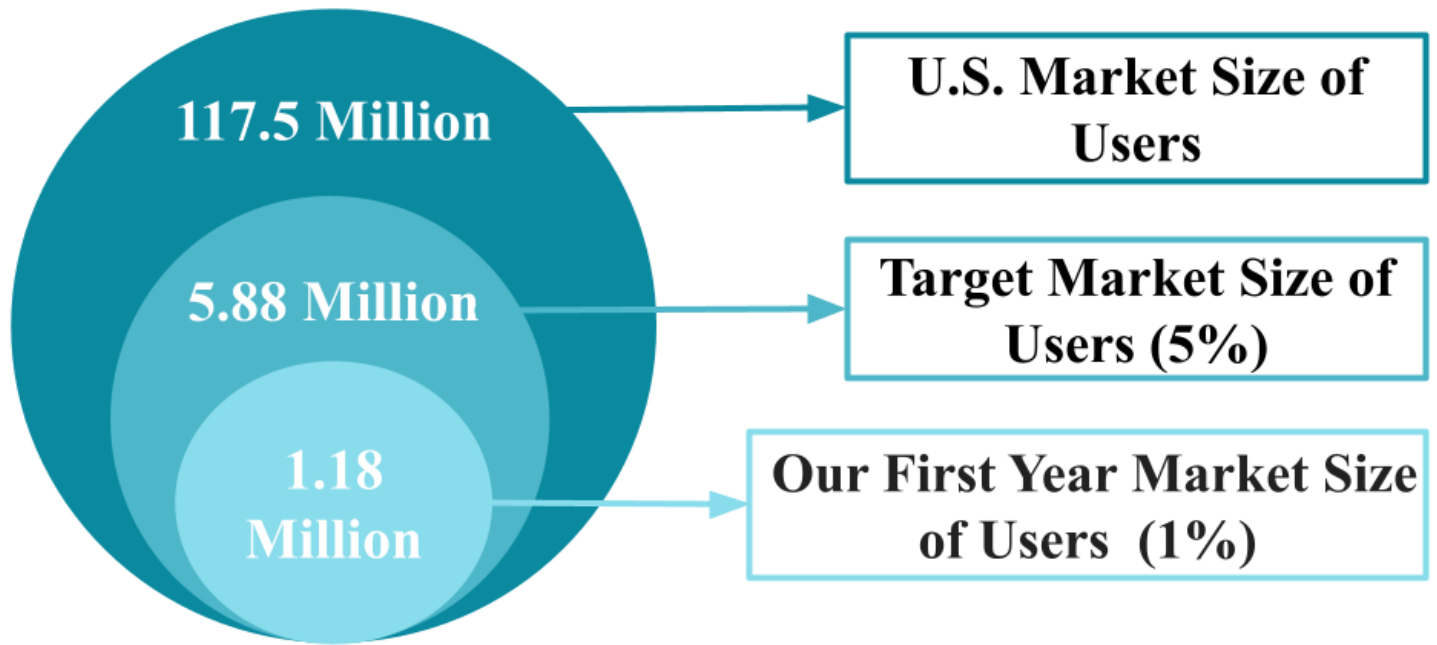 117.5 Million
U.S. Market Size of
Users
5.88 Million
Target Market Size of
Users (5%)
1.18
Million
Our First Year Market Size
of Users (1%)